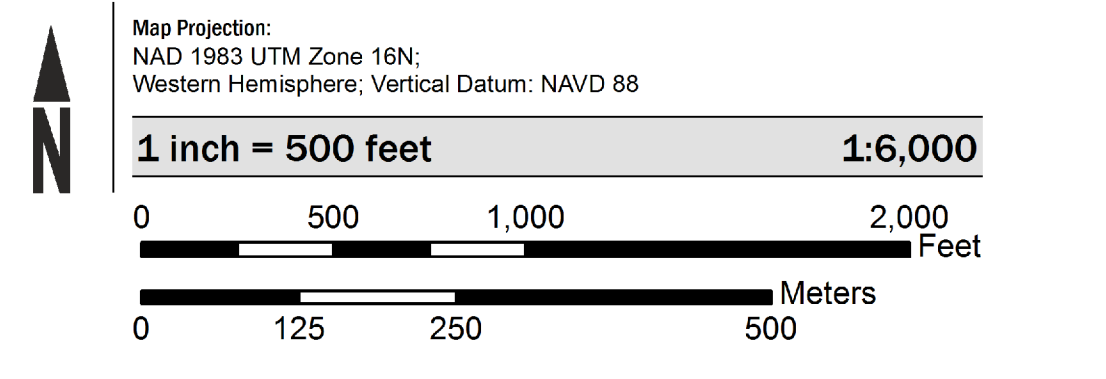 N
Map Projection:
NAD 1983 UTM Zone 16N;
Western Hemisphere; Vertical Datum: NAVD 88
1 inch = 500 feet 1:6,000
0 500 1,000 2,000
Feet
Meters
0 125 250 500